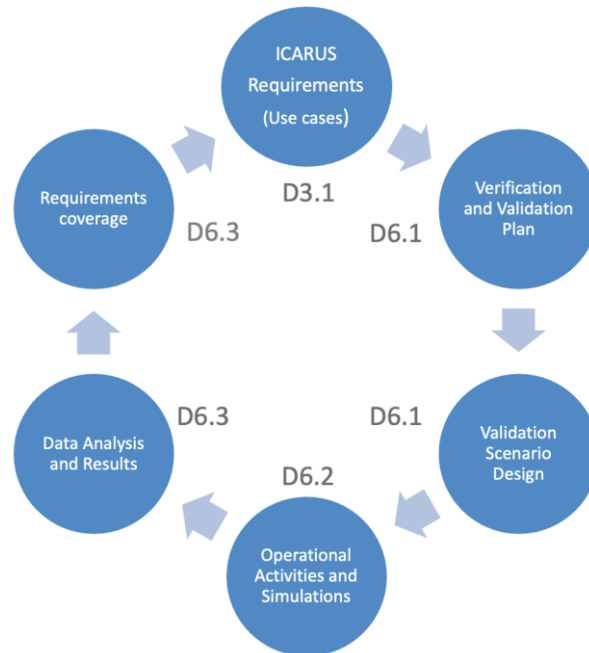 ICARUS
Requirements
(Use cases)
D3.1
Verification
and Validation
Plan
D6.1
Validation
Scenario
Design
D6.1
Operational
Activities and
Simulations
D6.2
Data Analysis
and Results
D6.3
Requirements
coverage
D6.3